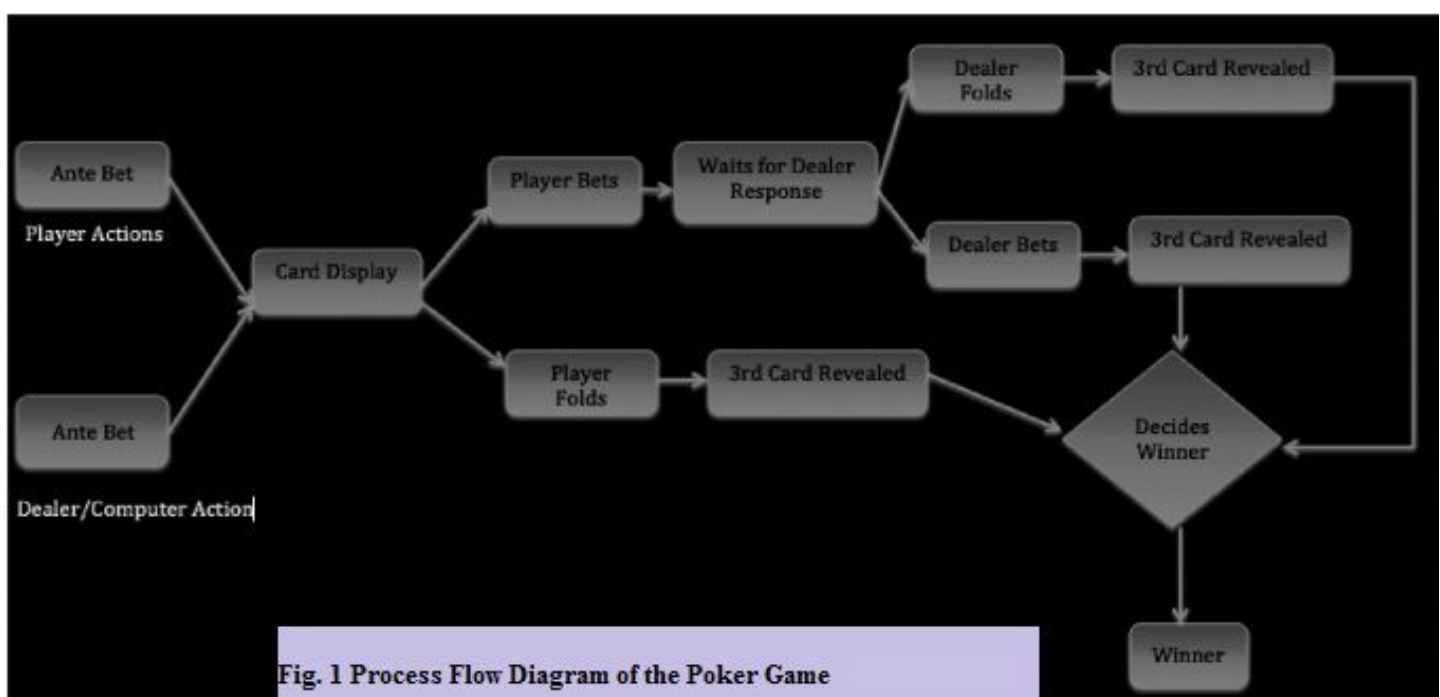 Ante Bet
Player Actions
Ante Bet
Dealer/Computer Action
Card Display
Player Bets
Waits for Dealer
Response
Dealer
Folds
3rd Card Revealed
Dealer Bets
3rd Card Revealed
Player
Folds
3rd Card Revealed
Decides
Winner
Winner
Fig. 1 Process Flow Diagram of the Poker Game